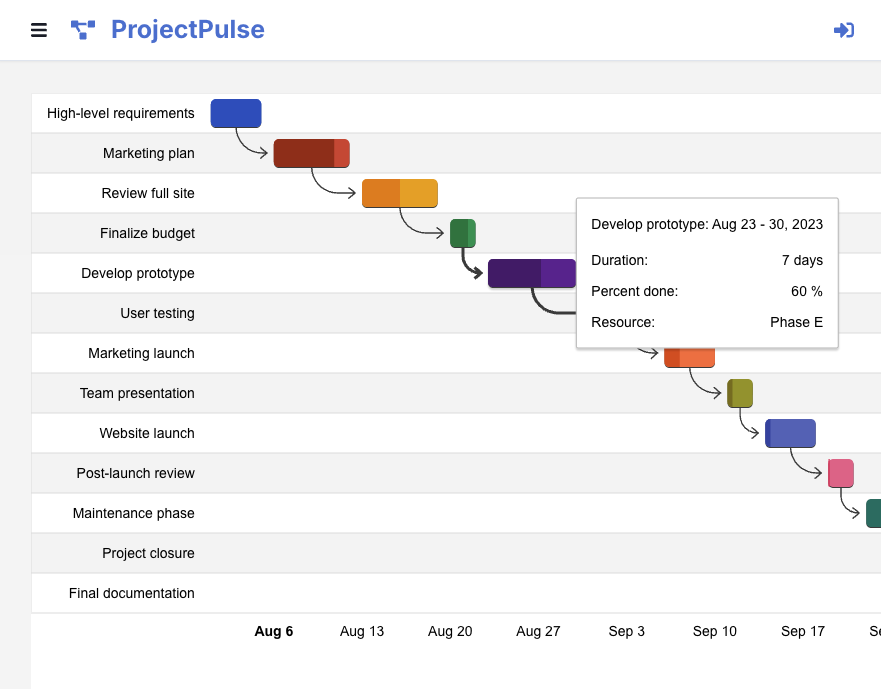 ProjectPulse
High-level requirements
Marketing plan
Review full site
Finalize budget
Develop prototype
User testing
Marketing launch
Team presentation
Website launch
Post-launch review
Maintenance phase
Project closure
Final documentation
Develop prototype: Aug 23 - 30, 2023
Duration: 7 days
Percent done: 60 %
Resource: Phase E
Aug 6 Aug 13 Aug 20 Aug 27 Sep 3 Sep 10 Sep 17